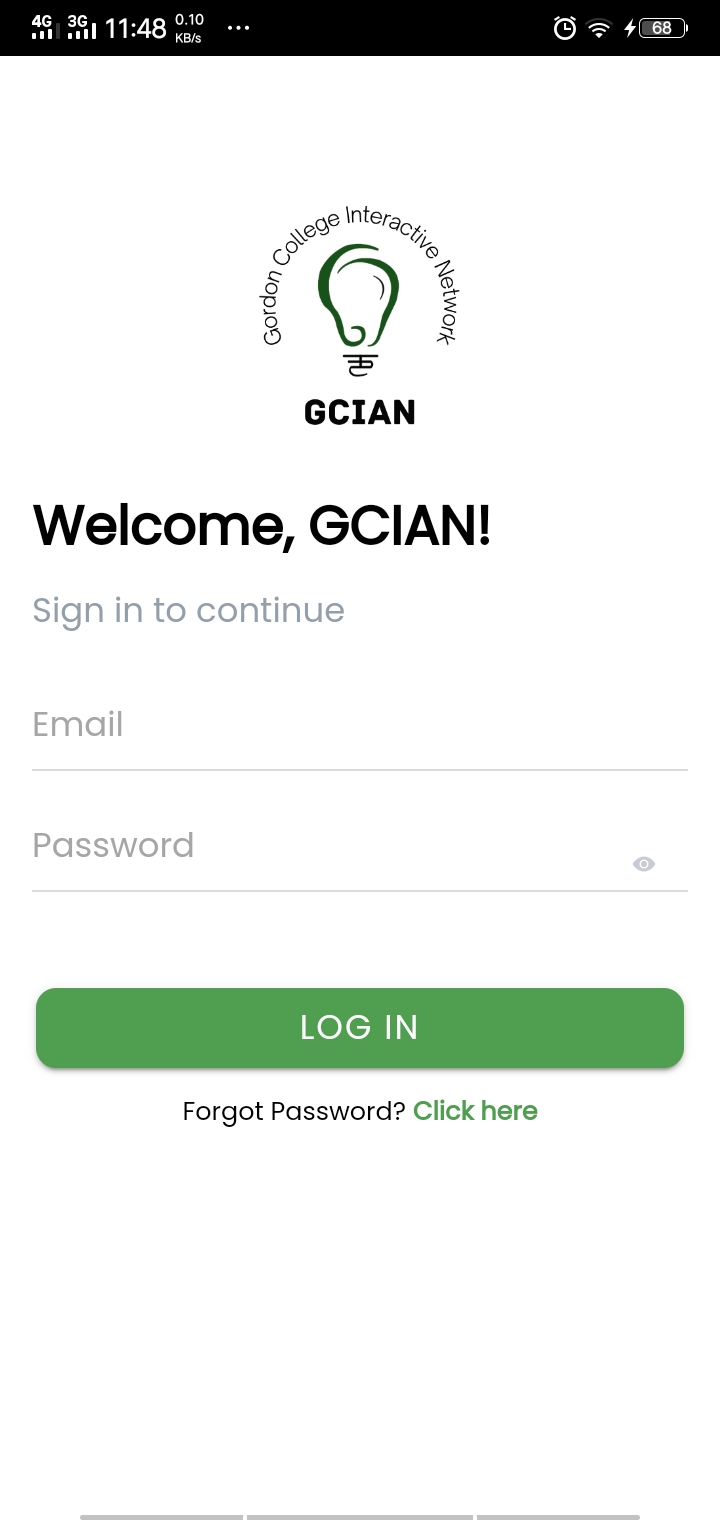 4G 3G 11:48 0.10 KB/s ... 68
Gordon College Interactive Network
GCIAN
Welcome, GCIAN!
Sign in to continue
Email
Password
LOG IN
Forgot Password? Click here